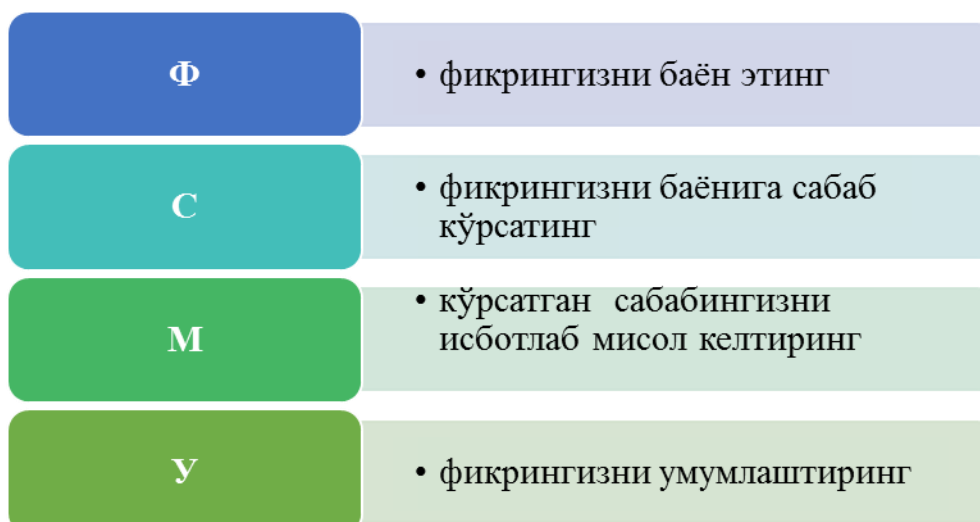 Ф
• фикрингизни баён этинг
С
• фикрингизни баёнига сабаб
кўрсатинг
М
• кўрсатган сабабингизни
исботлаб мисол келтиринг
У
• фикрингизни умумлаштиринг